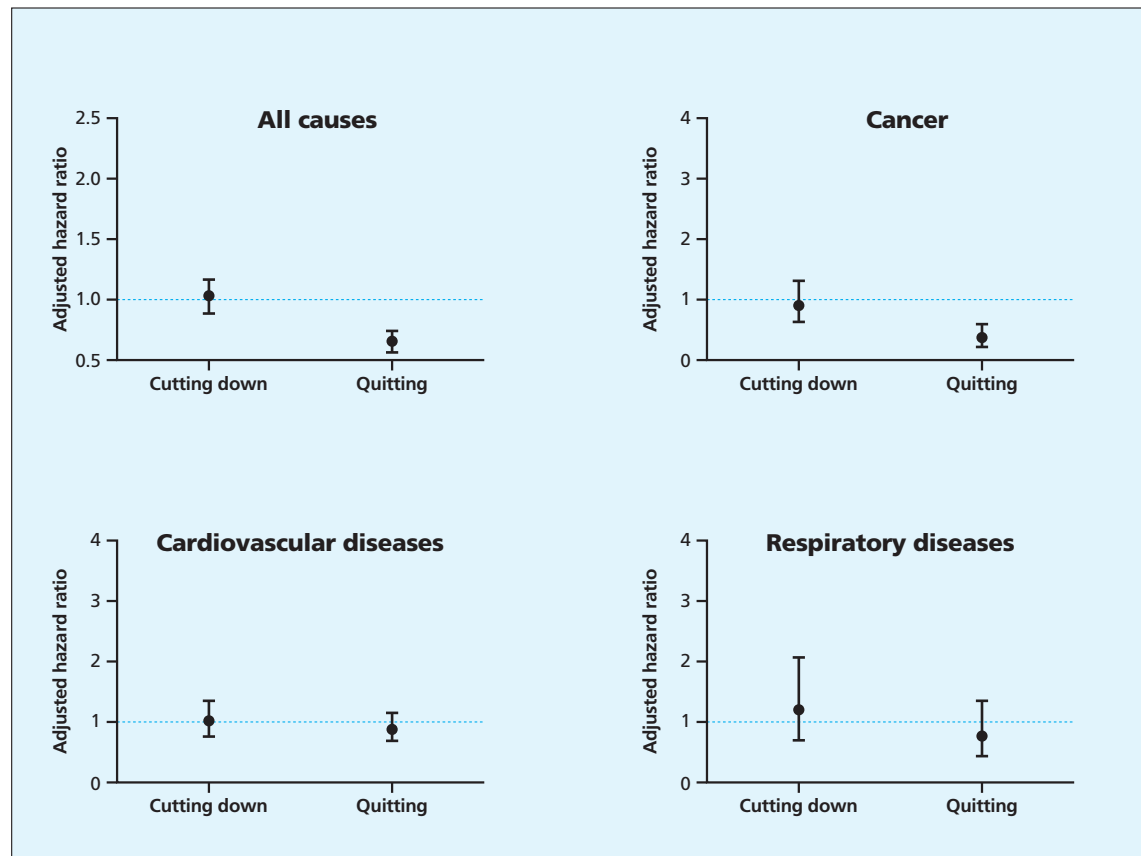 All causes
Adjusted hazard ratio
2.5
2.0
1.5
1.0
0.5
Cutting down
Quitting
Cancer
Adjusted hazard ratio
4
3
2
1
0
Cutting down
Quitting
Cardiovascular diseases
Adjusted hazard ratio
4
3
2
1
0
Cutting down
Quitting
Respiratory diseases
Adjusted hazard ratio
4
3
2
1
0
Cutting down
Quitting